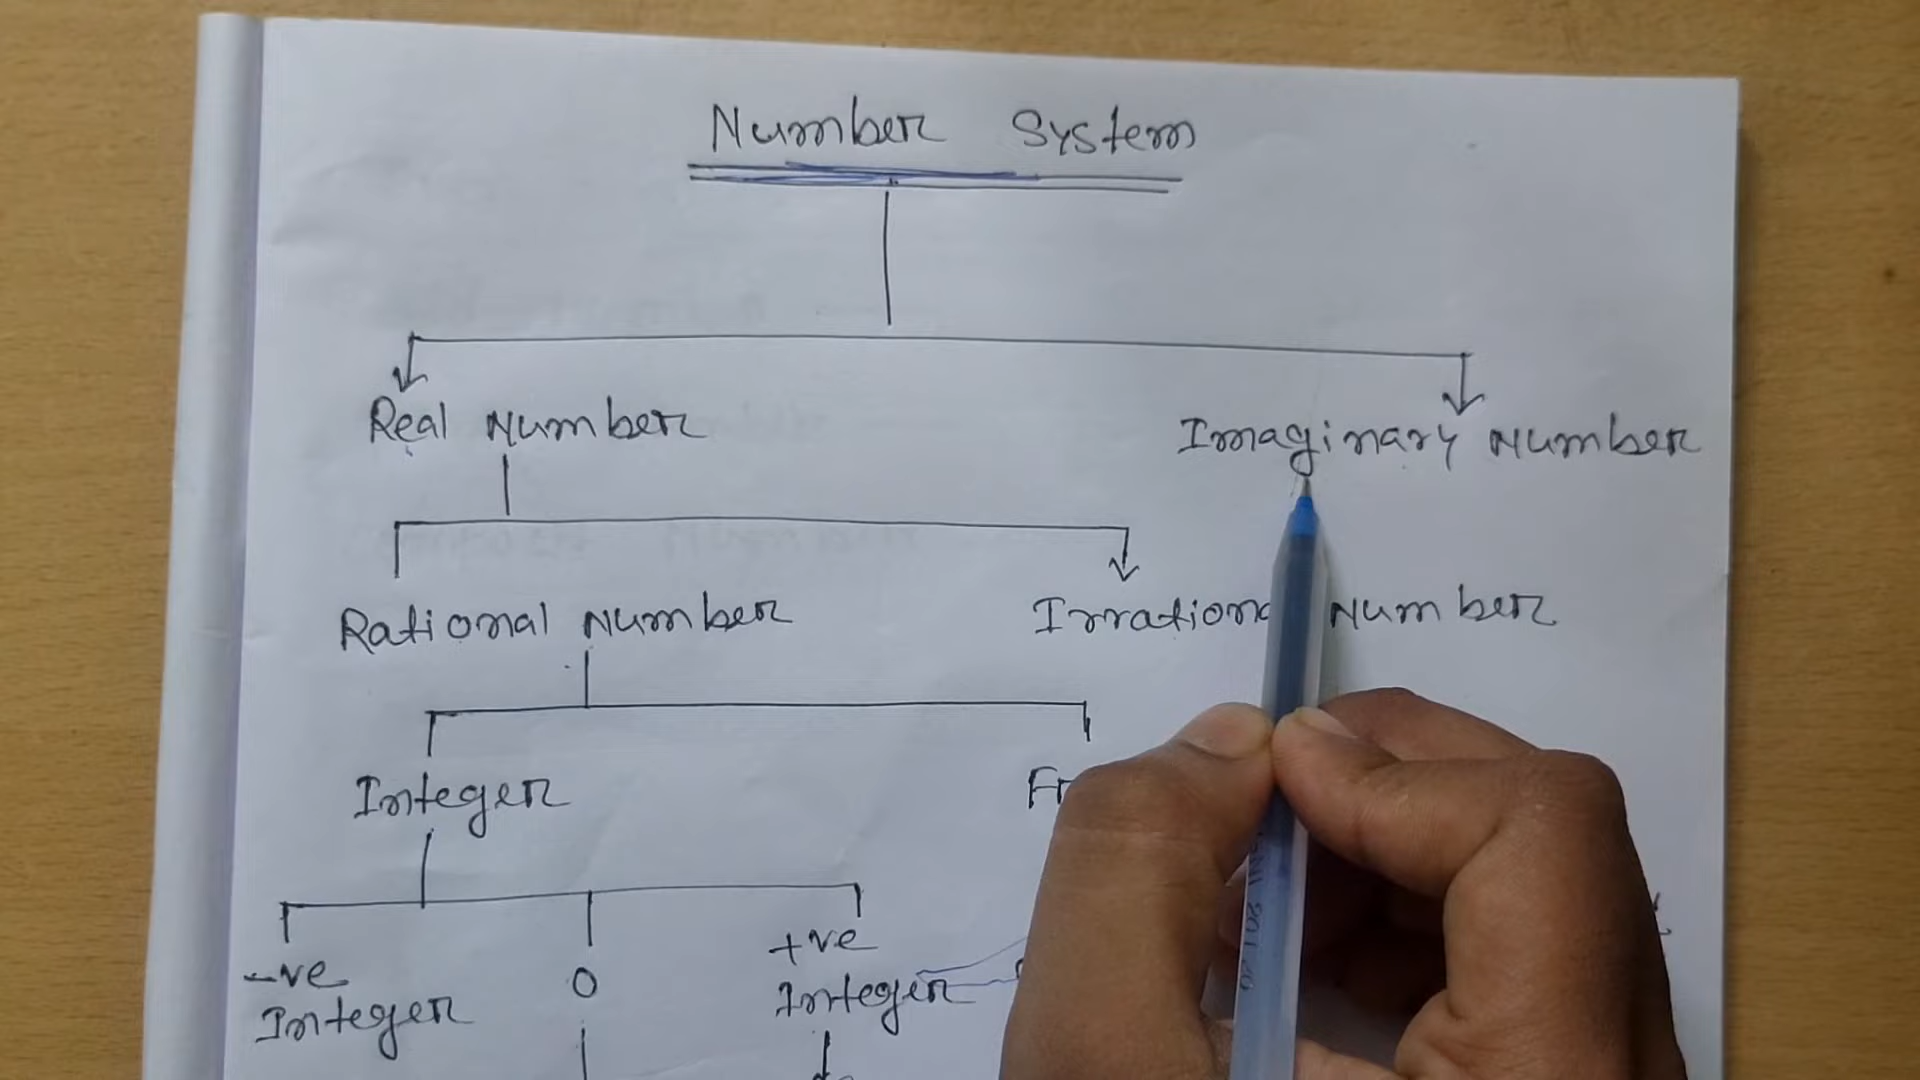 Number System
Real Number
Imaginary Number
Rational Number
Irrational Number
Integer
-ve
Integer
0
+ve
Integer